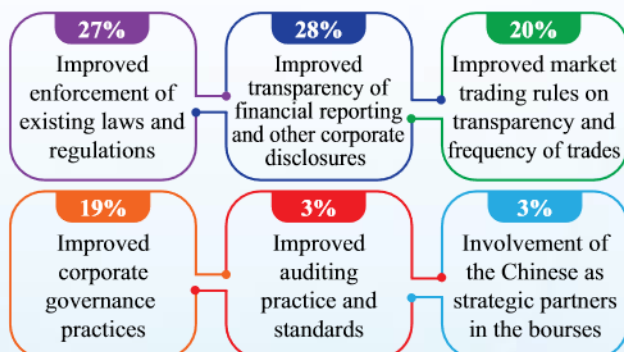 27%
Improved
enforcement of
existing laws and
regulations
28%
Improved
transparency of
financial reporting
and other corporate
disclosures
20%
Improved market
trading rules on
transparency and
frequency of trades
19%
Improved
corporate
governance
practices
3%
Improved
auditing
practice and
standards
3%
Involvement of
the Chinese as
strategic partners
in the bourses